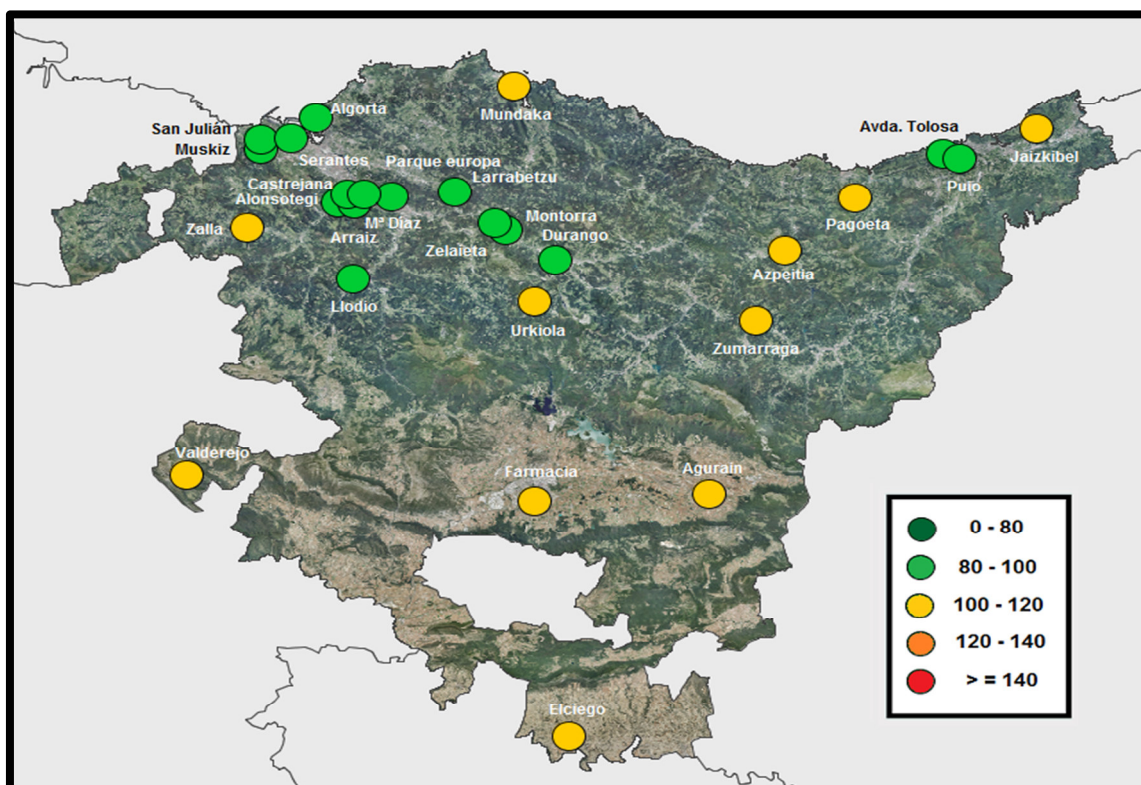 Algorta
Mundaka
San Julián
Muskiz
Serantes
Parque europa
Larrabetzu
Avda. Tolosa
Jaizkibel
Puio
Castrejana
Alonsotegi
Mª Díaz
Arraiz
Zalla
Montorra
Durango
Zelaieta
Pagoeta
Azpeitia
Llodio
Urkiola
Zumarraga
Valderejo
Farmacia
Agurain
Elciego
0 - 80
80 - 100
100 - 120
120 - 140
> = 140